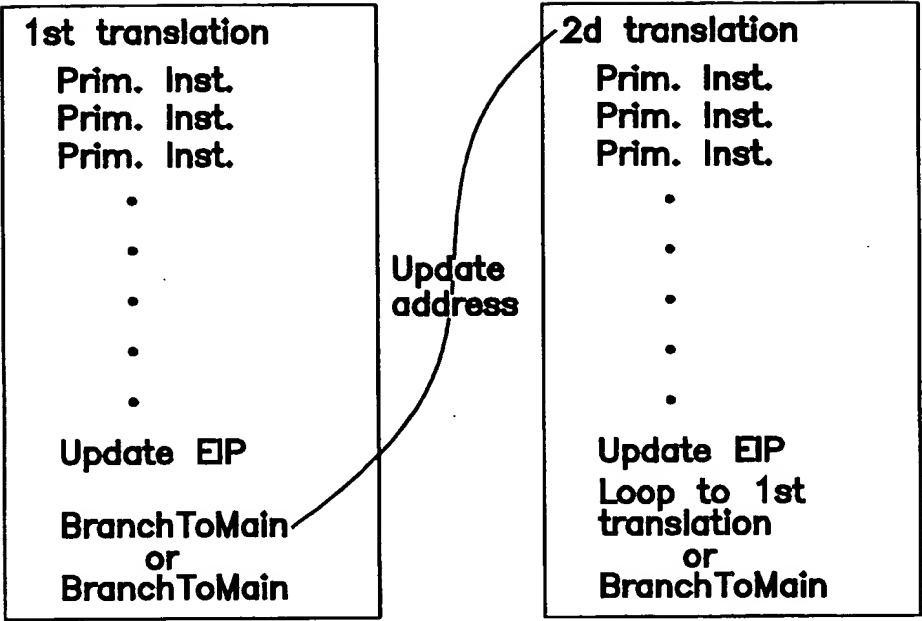 1st translation
Prim. Inst.
Prim. Inst.
Prim. Inst.
Update EIP
BranchToMain
or
BranchToMain
Update
address
2d translation
Prim. Inst.
Prim. Inst.
Prim. Inst.
Update EIP
Loop to 1st
translation
or
BranchToMain